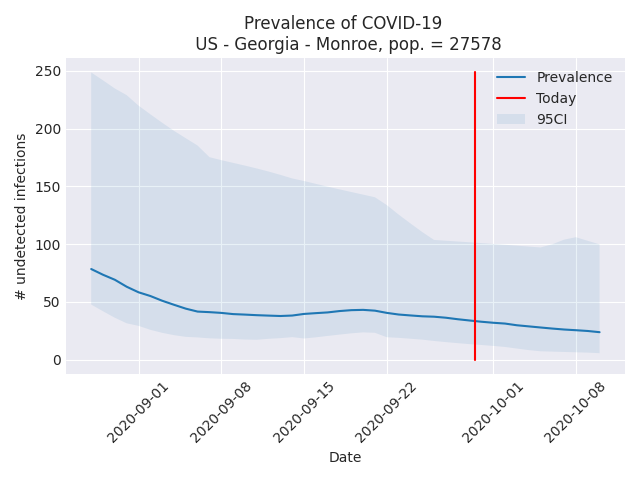 Prevalence of COVID-19
US - Georgia - Monroe, pop. = 27578
Prevalence
Today
95CI
# undetected infections
250
200
150
100
50
0
2020-09-01
2020-09-08
2020-09-15
2020-09-22
2020-10-01
2020-10-08
Date